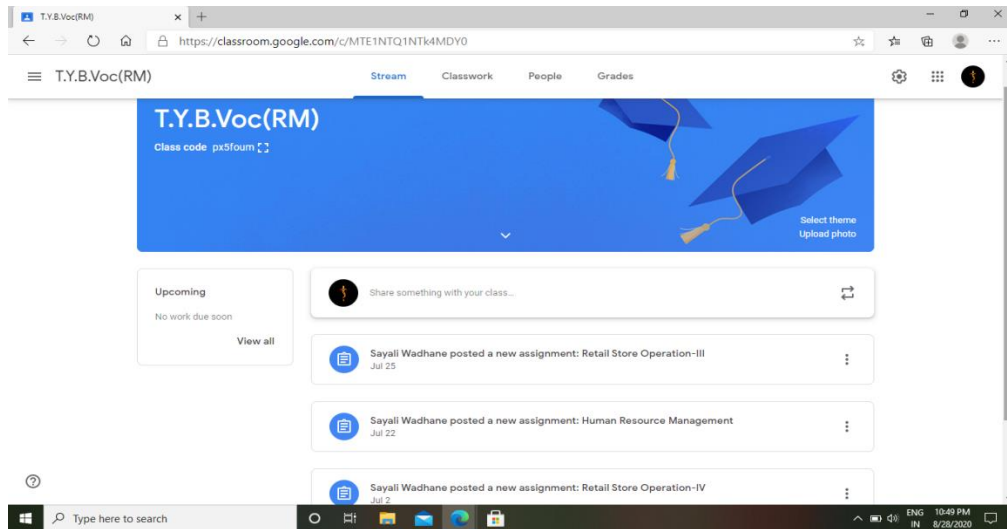 T.Y.B.Voc(RM)
https://classroom.google.com/c/MTE1NTQ1NTk4MDY0
T.Y.B.Voc(RM)
Stream Classwork People Grades
T.Y.B.Voc(RM)
Class code px5foum
Select theme
Upload photo
Upcoming
No work due soon
View all
Share something with your class...
Sayali Wadhane posted a new assignment: Retail Store Operation-III
Jul 25
Sayali Wadhane posted a new assignment: Human Resource Management
Jul 22
Sayali Wadhane posted a new assignment: Retail Store Operation-IV
Jul 2
Type here to search
ENG 10:49 PM
IN 8/28/2020